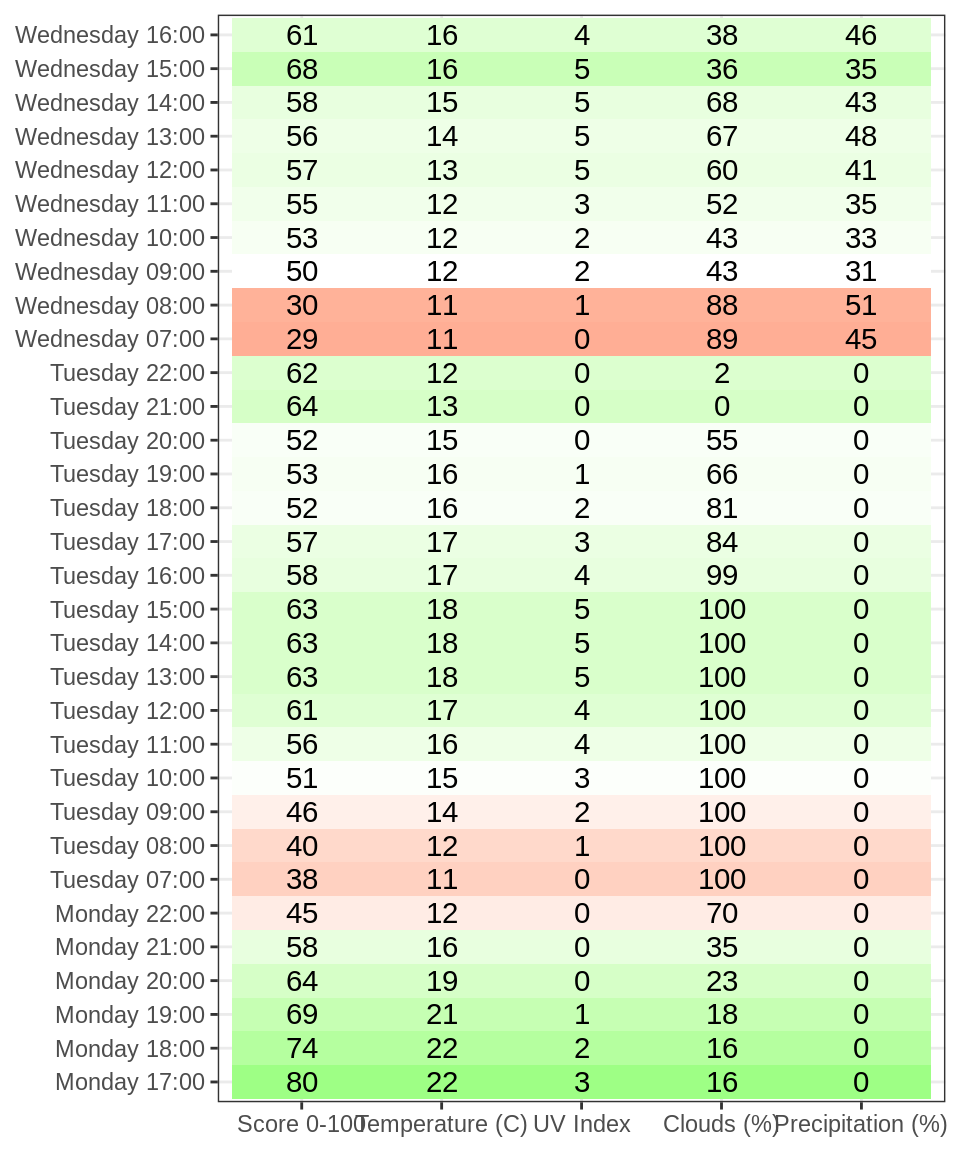 Wednesday 16:00 61 16 4 38 46
Wednesday 15:00 68 16 5 36 35
Wednesday 14:00 58 15 5 68 43
Wednesday 13:00 56 14 5 67 48
Wednesday 12:00 57 13 5 60 41
Wednesday 11:00 55 12 3 52 35
Wednesday 10:00 53 12 2 43 33
Wednesday 09:00 50 12 2 43 31
Wednesday 08:00 30 11 1 88 51
Wednesday 07:00 29 11 0 89 45
Tuesday 22:00 62 12 0 2 0
Tuesday 21:00 64 13 0 0 0
Tuesday 20:00 52 15 0 55 0
Tuesday 19:00 53 16 1 66 0
Tuesday 18:00 52 16 2 81 0
Tuesday 17:00 57 17 3 84 0
Tuesday 16:00 58 17 4 99 0
Tuesday 15:00 63 18 5 100 0
Tuesday 14:00 63 18 5 100 0
Tuesday 13:00 63 18 5 100 0
Tuesday 12:00 61 17 4 100 0
Tuesday 11:00 56 16 4 100 0
Tuesday 10:00 51 15 3 100 0
Tuesday 09:00 46 14 2 100 0
Tuesday 08:00 40 12 1 100 0
Tuesday 07:00 38 11 0 100 0
Monday 22:00 45 12 0 70 0
Monday 21:00 58 16 0 35 0
Monday 20:00 64 19 0 23 0
Monday 19:00 69 21 1 18 0
Monday 18:00 74 22 2 16 0
Monday 17:00 80 22 3 16 0
Score 0-100 Temperature (C) UV Index Clouds (%) Precipitation (%)